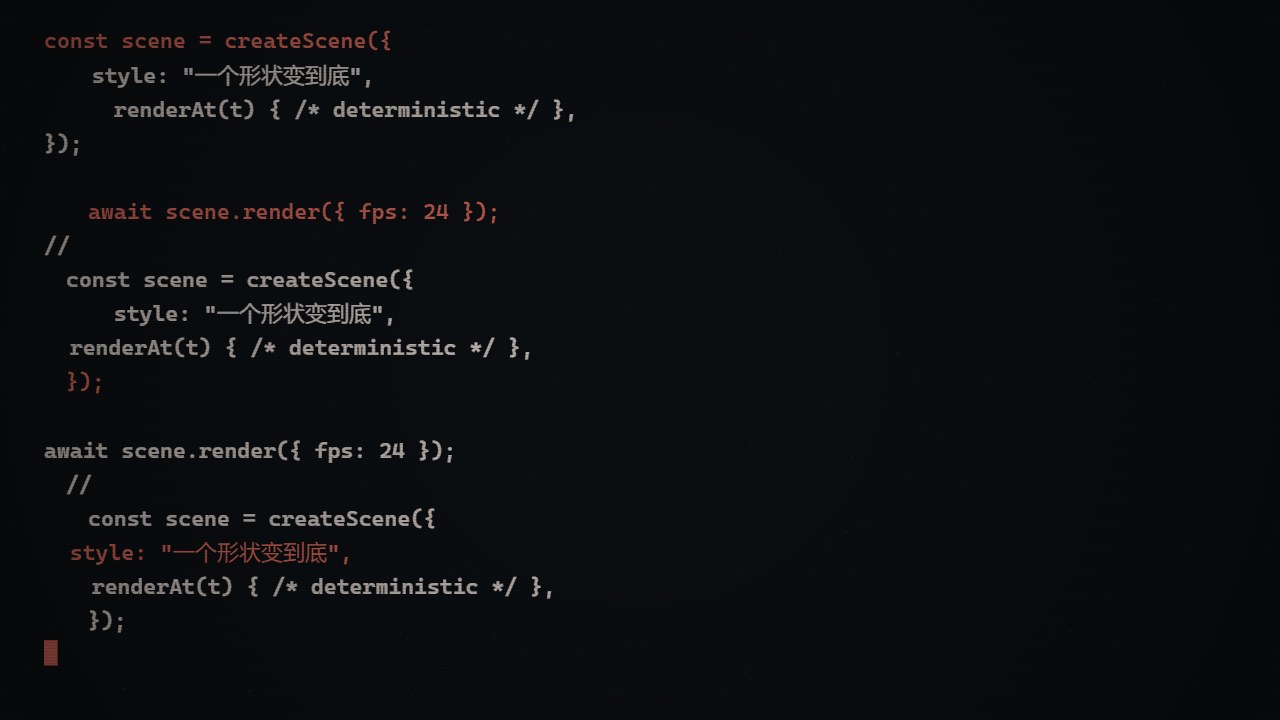 const scene = createScene({
style: "一个形状变到底",
renderAt(t) { /* deterministic */ },
});
await scene.render({ fps: 24 });
//
const scene = createScene({
style: "一个形状变到底",
renderAt(t) { /* deterministic */ },
});
await scene.render({ fps: 24 });
//
const scene = createScene({
style: "一个形状变到底",
renderAt(t) { /* deterministic */ },
});